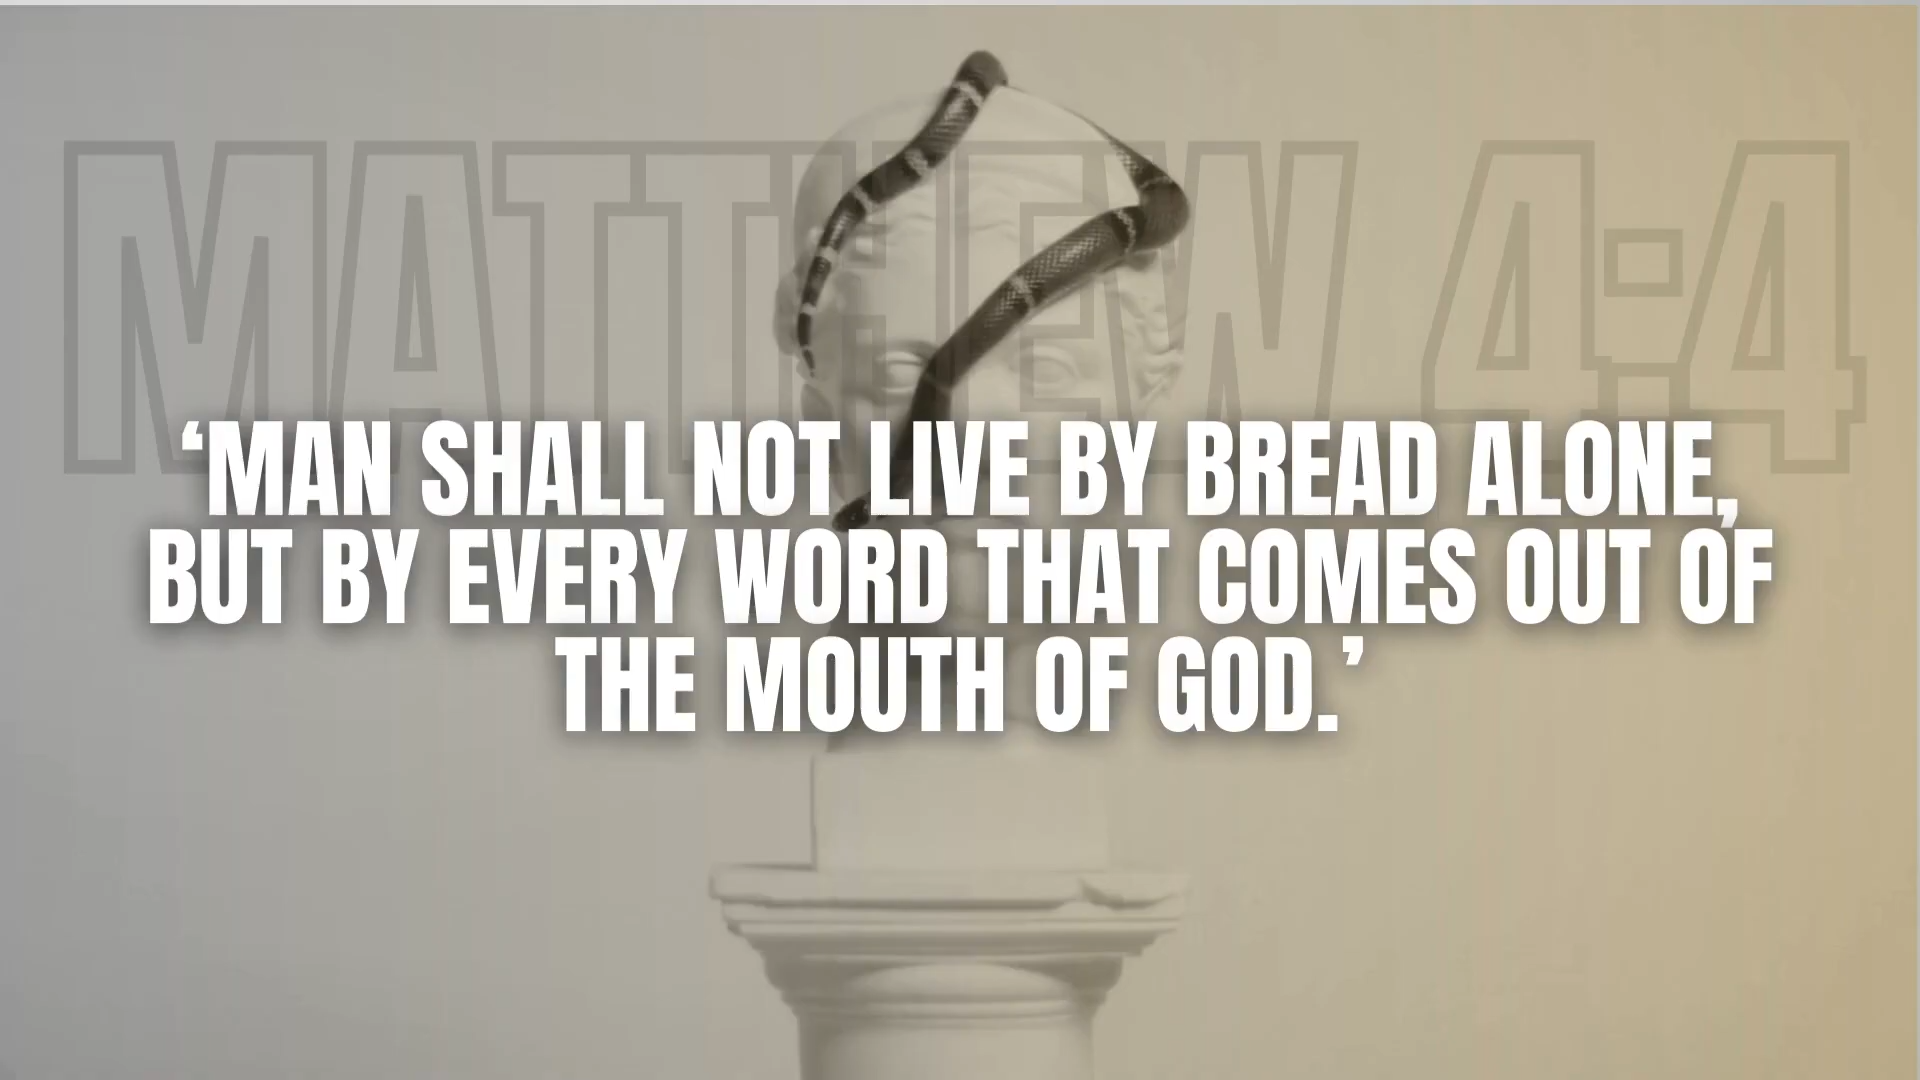 MATTHEW 4:4
‘MAN SHALL NOT LIVE BY BREAD ALONE,
BUT BY EVERY WORD THAT COMES OUT OF
THE MOUTH OF GOD.’